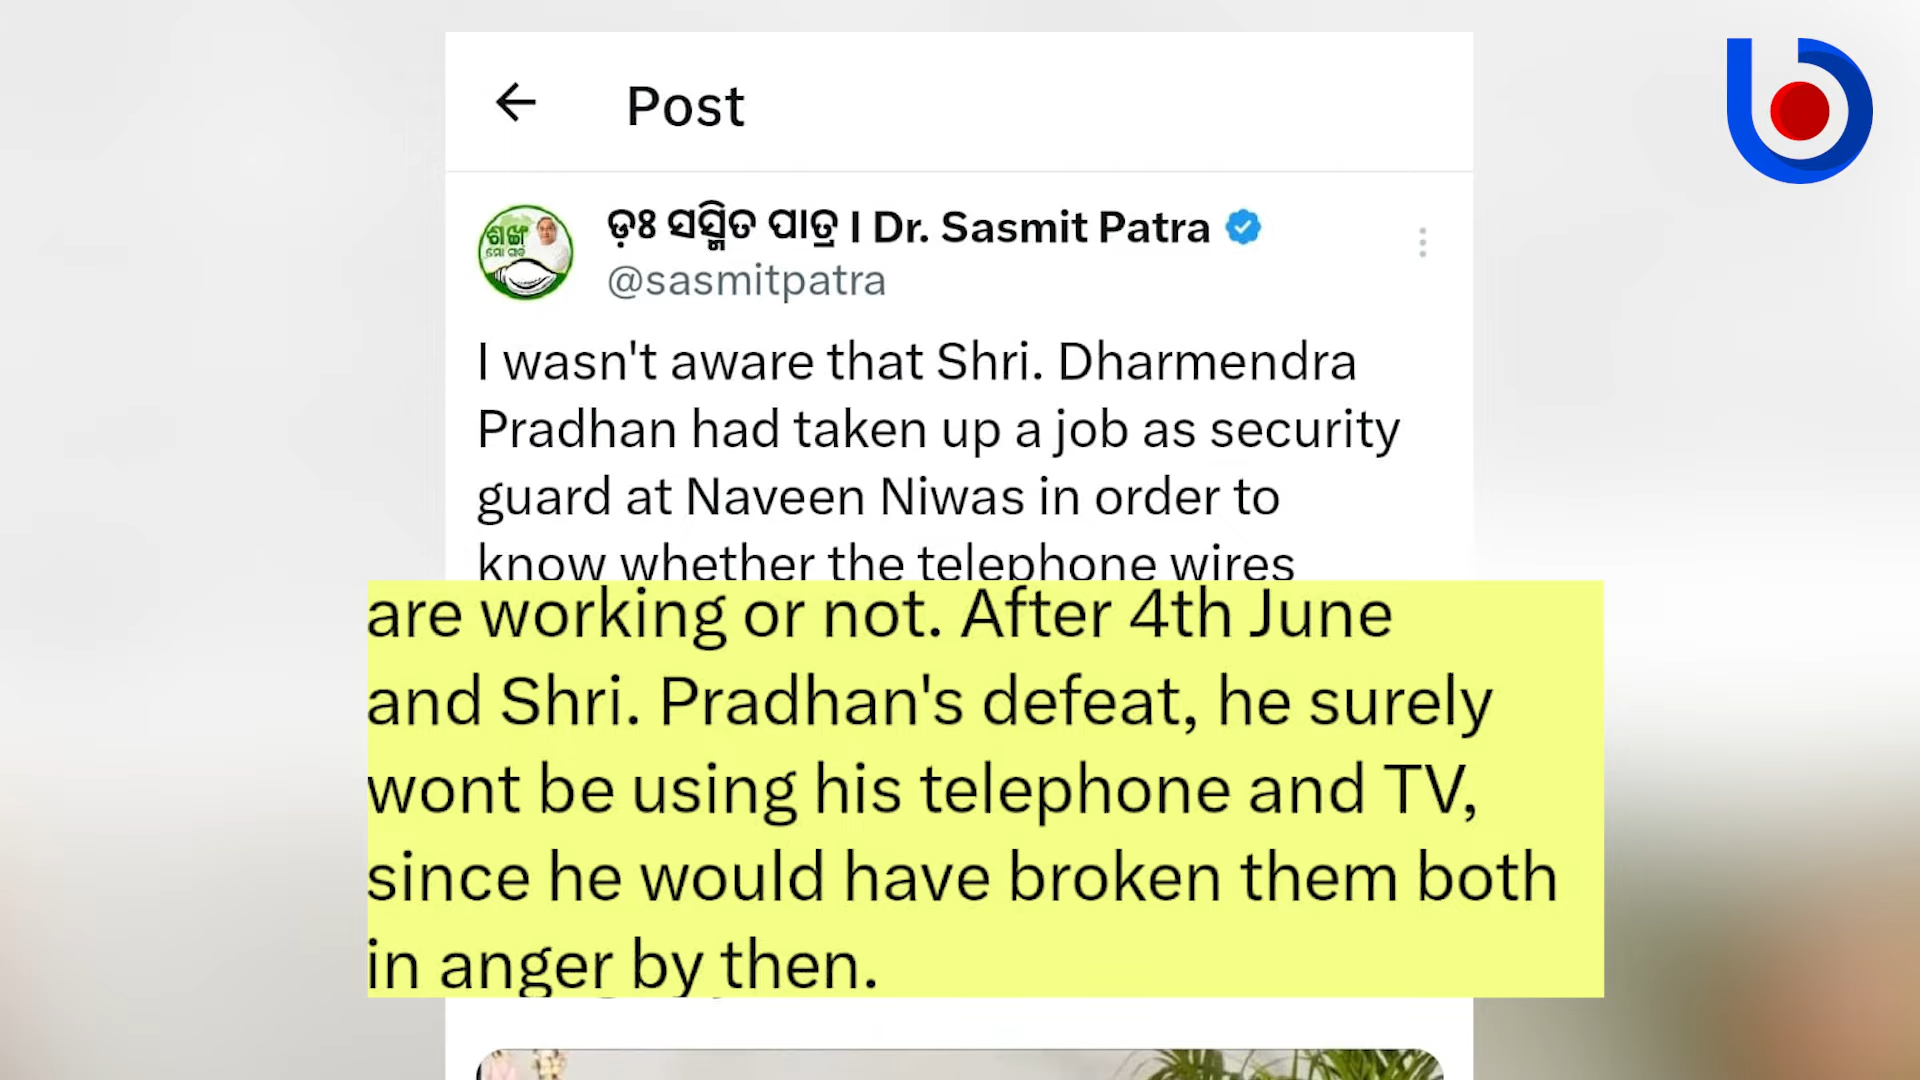 Post
ଡ଼ଃ ସସ୍ମିତ ପାତ୍ର I Dr. Sasmit Patra
@sasmitpatra
ଶଙ୍ଖ
ମୋ ଗର୍ବ
I wasn't aware that Shri. Dharmendra
Pradhan had taken up a job as security
guard at Naveen Niwas in order to
know whether the telephone wires
are working or not. After 4th June
and Shri. Pradhan's defeat, he surely
wont be using his telephone and TV,
since he would have broken them both
in anger by then.